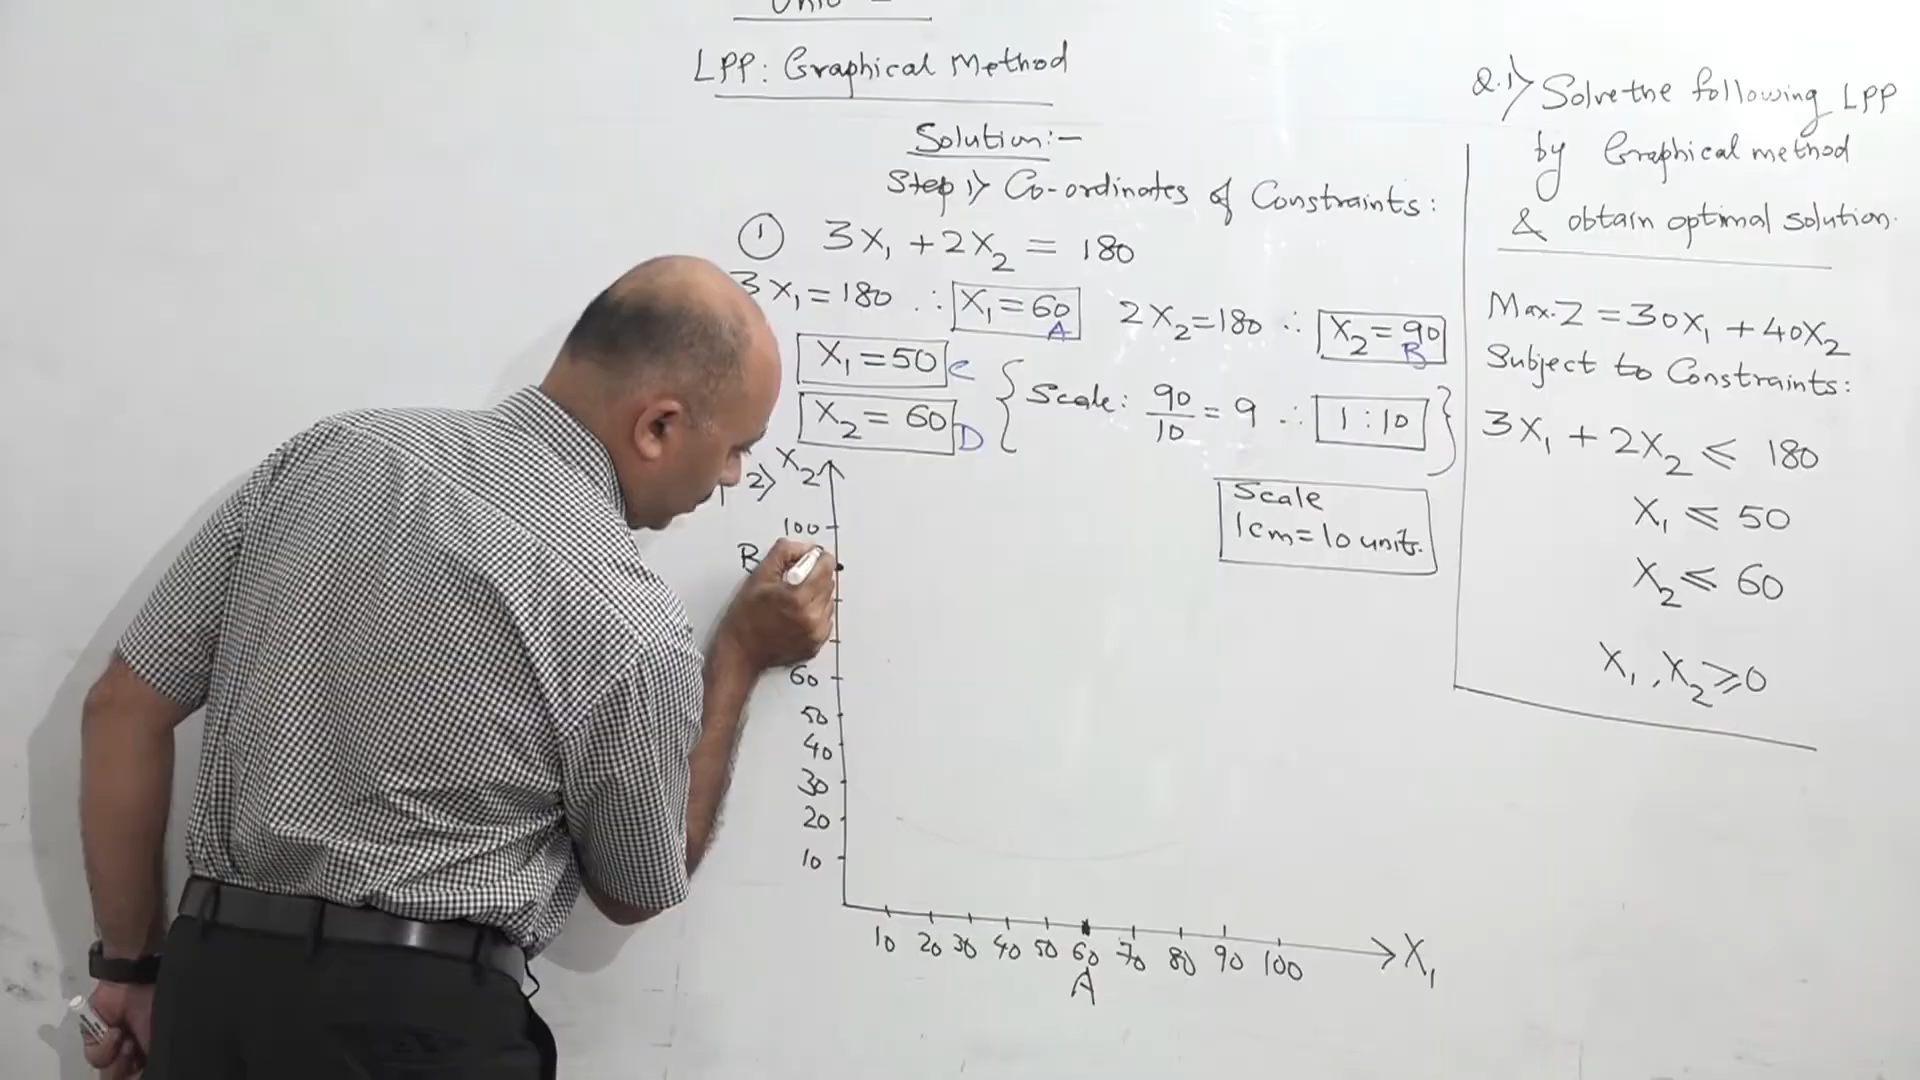 LPP: Graphical Method
Solution:-
Step 1) Co-ordinates of Constraints:
① 3X₁ + 2X₂ = 180
3X₁ = 180 ∴ X₁ = 60 A 2X₂ = 180 ∴ X₂ = 90 B
X₁ = 50 C
X₂ = 60 D
Scale: 90/10 = 9 ∴ 1 : 10
2) X₂
Scale
1cm = 10 units.
100
B
60
50
40
30
20
10
10 20 30 40 50 60 70 80 90 100 X₁
A
Q.1) Solve the following LPP
by Graphical method
& obtain optimal solution.
Max. Z = 30X₁ + 40X₂
Subject to Constraints:
3X₁ + 2X₂ ≤ 180
X₁ ≤ 50
X₂ ≤ 60
X₁, X₂ ≥ 0